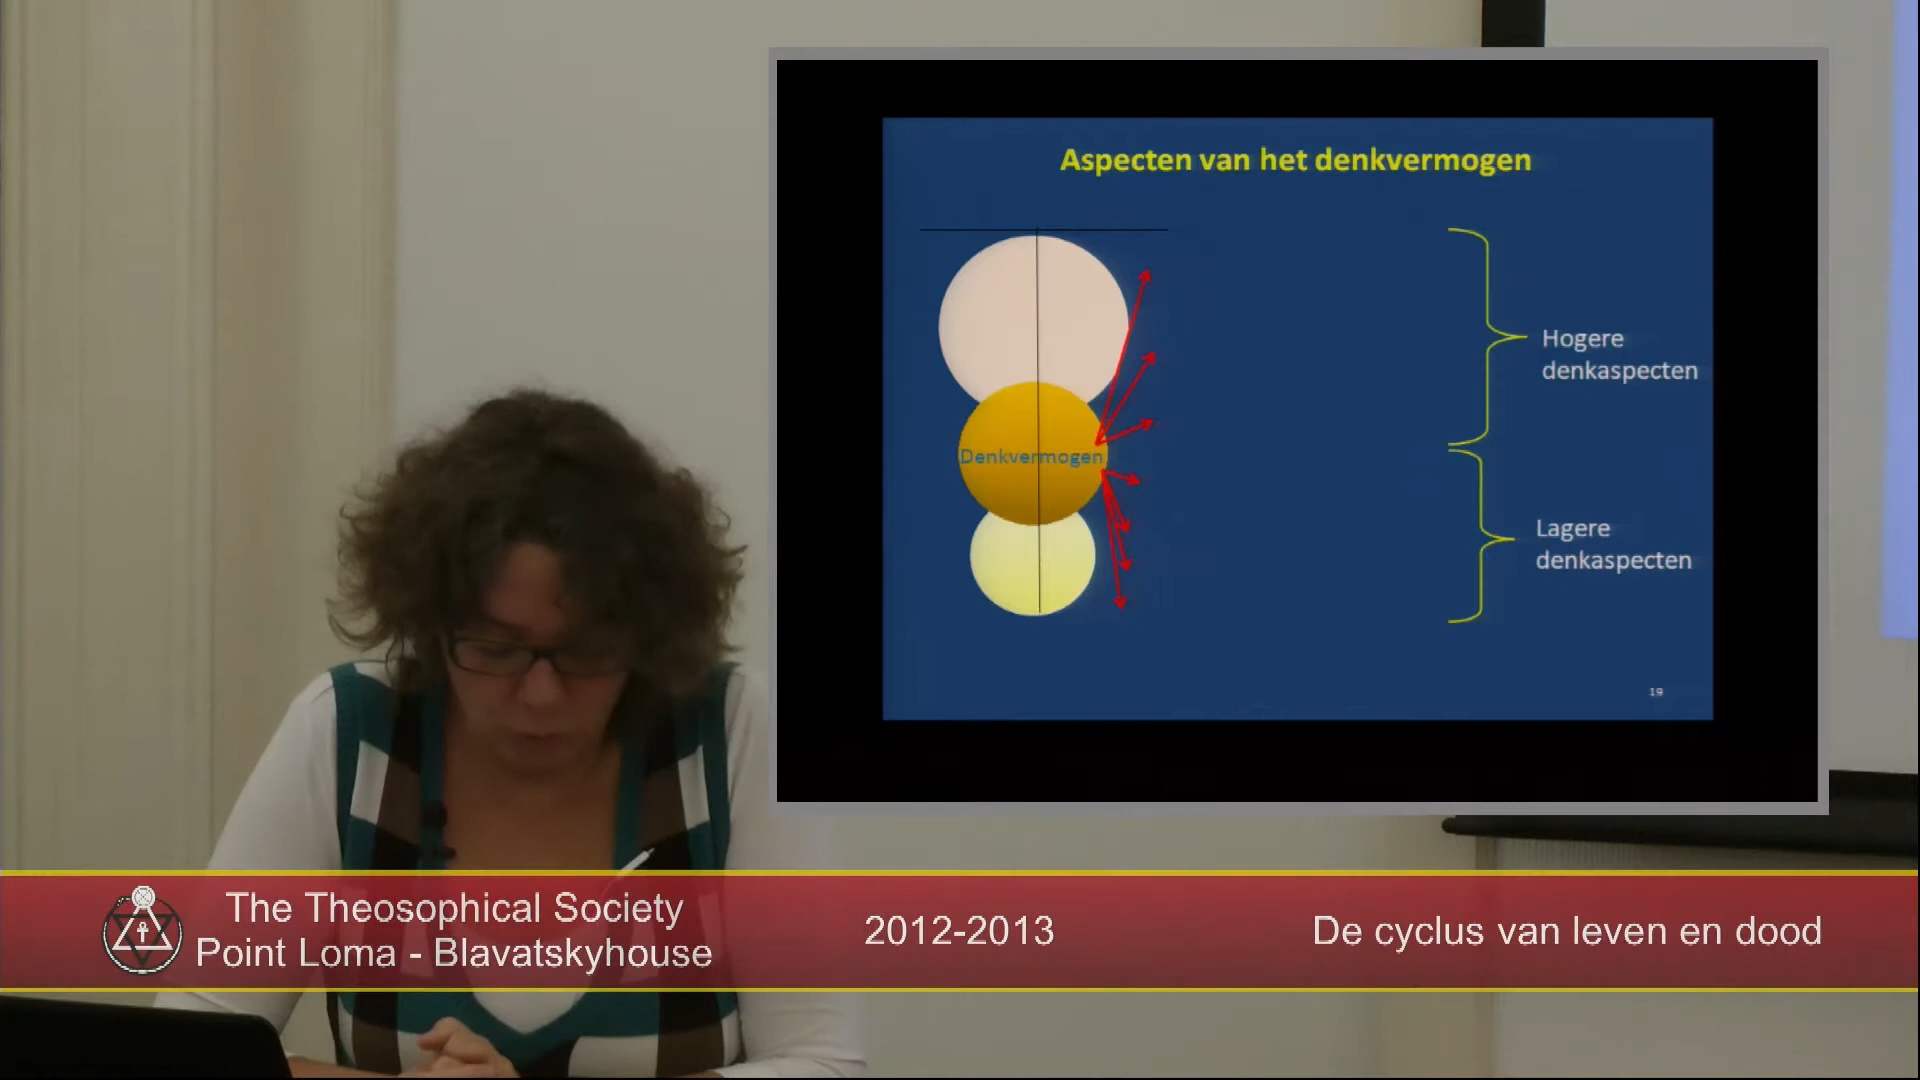 Aspecten van het denkvermogen
Denkvermogen
Hogere
denkaspecten
Lagere
denkaspecten
19
The Theosophical Society
Point Loma - Blavatskyhouse
2012-2013
De cyclus van leven en dood